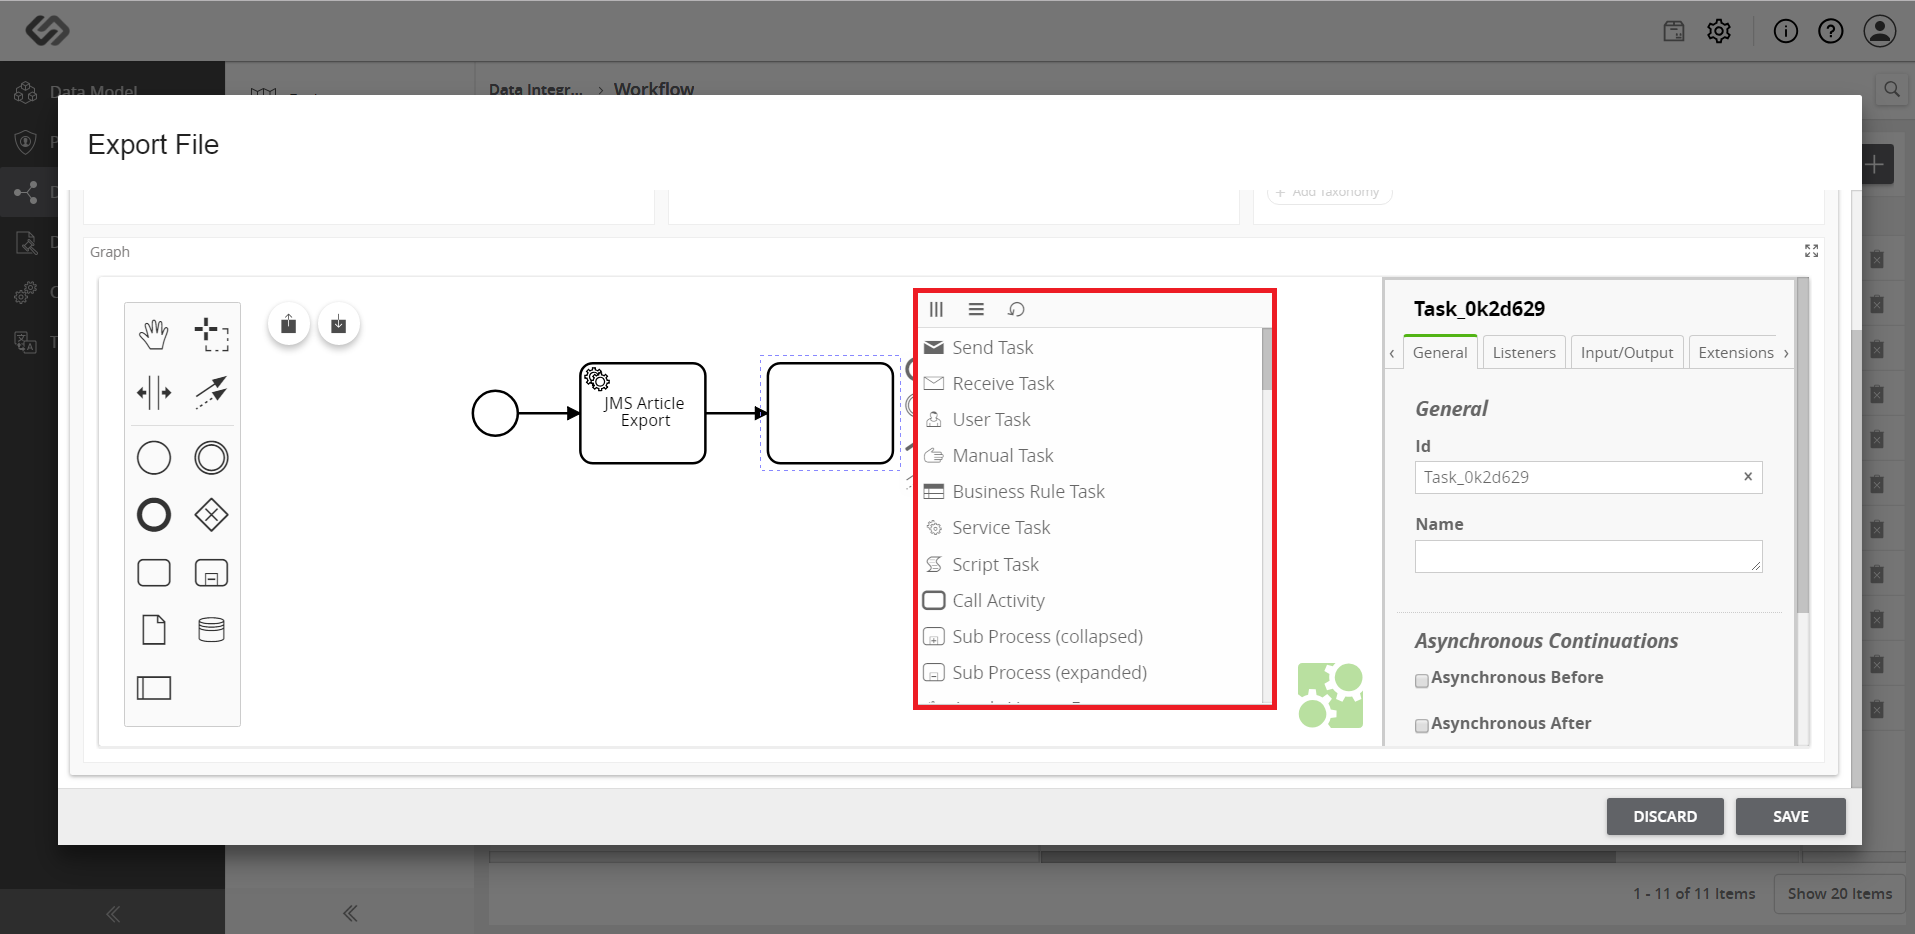 Data Model
Data Integr... > Workflow
Export File
+ Add Taxonomy
Graph
JMS Article
Export
Send Task
Receive Task
User Task
Manual Task
Business Rule Task
Service Task
Script Task
Call Activity
Sub Process (collapsed)
Sub Process (expanded)
Task_0k2d629
General
Listeners
Input/Output
Extensions
General
Id
Task_0k2d629
Name
Asynchronous Continuations
Asynchronous Before
Asynchronous After
DISCARD
SAVE
1 - 11 of 11 Items
Show 20 Items